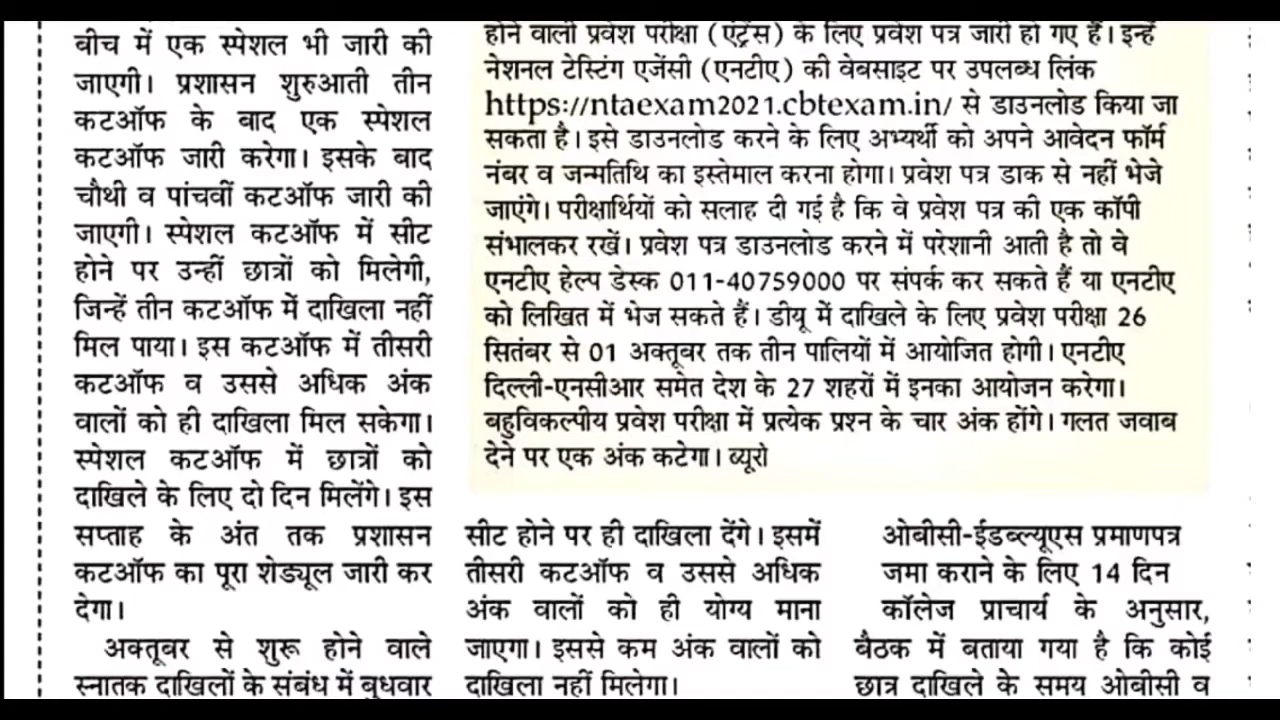 बीच में एक स्पेशल भी जारी की
जाएगी। प्रशासन शुरुआती तीन
कटऑफ के बाद एक स्पेशल
कटऑफ जारी करेगा। इसके बाद
चौथी व पांचवीं कटऑफ जारी की
जाएगी। स्पेशल कटऑफ में सीट
होने पर उन्हीं छात्रों को मिलेगी,
जिन्हें तीन कटऑफ में दाखिला नहीं
मिल पाया। इस कटऑफ में तीसरी
कटऑफ व उससे अधिक अंक
वालों को ही दाखिला मिल सकेगा।
स्पेशल कटऑफ में छात्रों को
दाखिले के लिए दो दिन मिलेंगे। इस
सप्ताह के अंत तक प्रशासन
कटऑफ का पूरा शेड्यूल जारी कर
देगा।
अक्तूबर से शुरू होने वाले
स्नातक दाखिलों के संबंध में बुधवार
होने वाली प्रवेश परीक्षा (एंट्रेंस) के लिए प्रवेश पत्र जारी हो गए हैं। इन्हें
नेशनल टेस्टिंग एजेंसी (एनटीए) की वेबसाइट पर उपलब्ध लिंक
https://ntaexam2021.cbtexam.in/ से डाउनलोड किया जा
सकता है। इसे डाउनलोड करने के लिए अभ्यर्थी को अपने आवेदन फॉर्म
नंबर व जन्मतिथि का इस्तेमाल करना होगा। प्रवेश पत्र डाक से नहीं भेजे
जाएंगे। परीक्षार्थियों को सलाह दी गई है कि वे प्रवेश पत्र की एक कॉपी
संभालकर रखें। प्रवेश पत्र डाउनलोड करने में परेशानी आती है तो वे
एनटीए हेल्प डेस्क 011-40759000 पर संपर्क कर सकते हैं या एनटीए
को लिखित में भेज सकते हैं। डीयू में दाखिले के लिए प्रवेश परीक्षा 26
सितंबर से 01 अक्तूबर तक तीन पालियों में आयोजित होगी। एनटीए
दिल्ली-एनसीआर समेत देश के 27 शहरों में इनका आयोजन करेगा।
बहुविकल्पीय प्रवेश परीक्षा में प्रत्येक प्रश्न के चार अंक होंगे। गलत जवाब
देने पर एक अंक कटेगा। ब्यूरो
सीट होने पर ही दाखिला देंगे। इसमें
तीसरी कटऑफ व उससे अधिक
अंक वालों को ही योग्य माना
जाएगा। इससे कम अंक वालों को
दाखिला नहीं मिलेगा।
ओबीसी-ईडब्ल्यूएस प्रमाणपत्र
जमा कराने के लिए 14 दिन
कॉलेज प्राचार्य के अनुसार,
बैठक में बताया गया है कि कोई
छात्र दाखिले के समय ओबीसी व